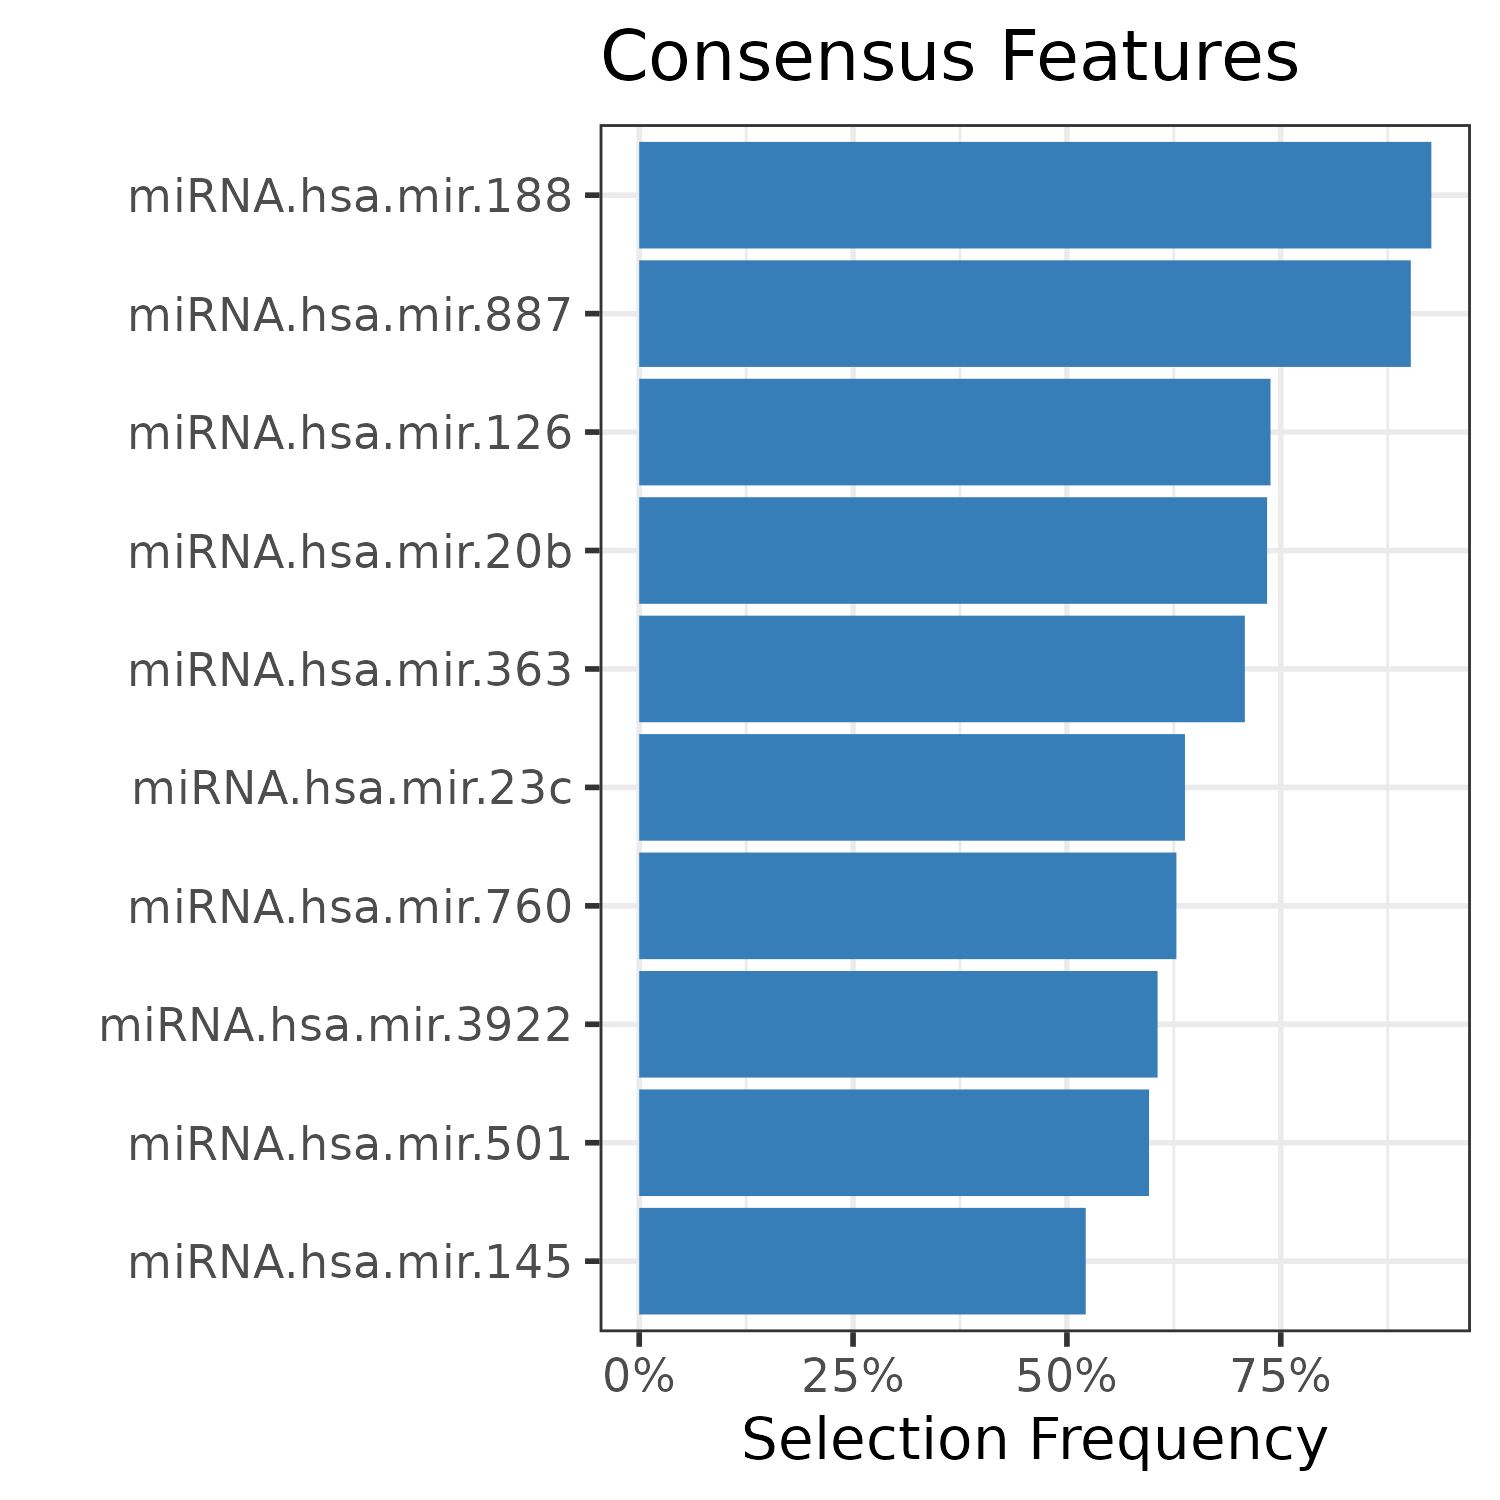 Consensus Features
miRNA.hsa.mir.188
miRNA.hsa.mir.887
miRNA.hsa.mir.126
miRNA.hsa.mir.20b
miRNA.hsa.mir.363
miRNA.hsa.mir.23c
miRNA.hsa.mir.760
miRNA.hsa.mir.3922
miRNA.hsa.mir.501
miRNA.hsa.mir.145
0% 25% 50% 75%
Selection Frequency